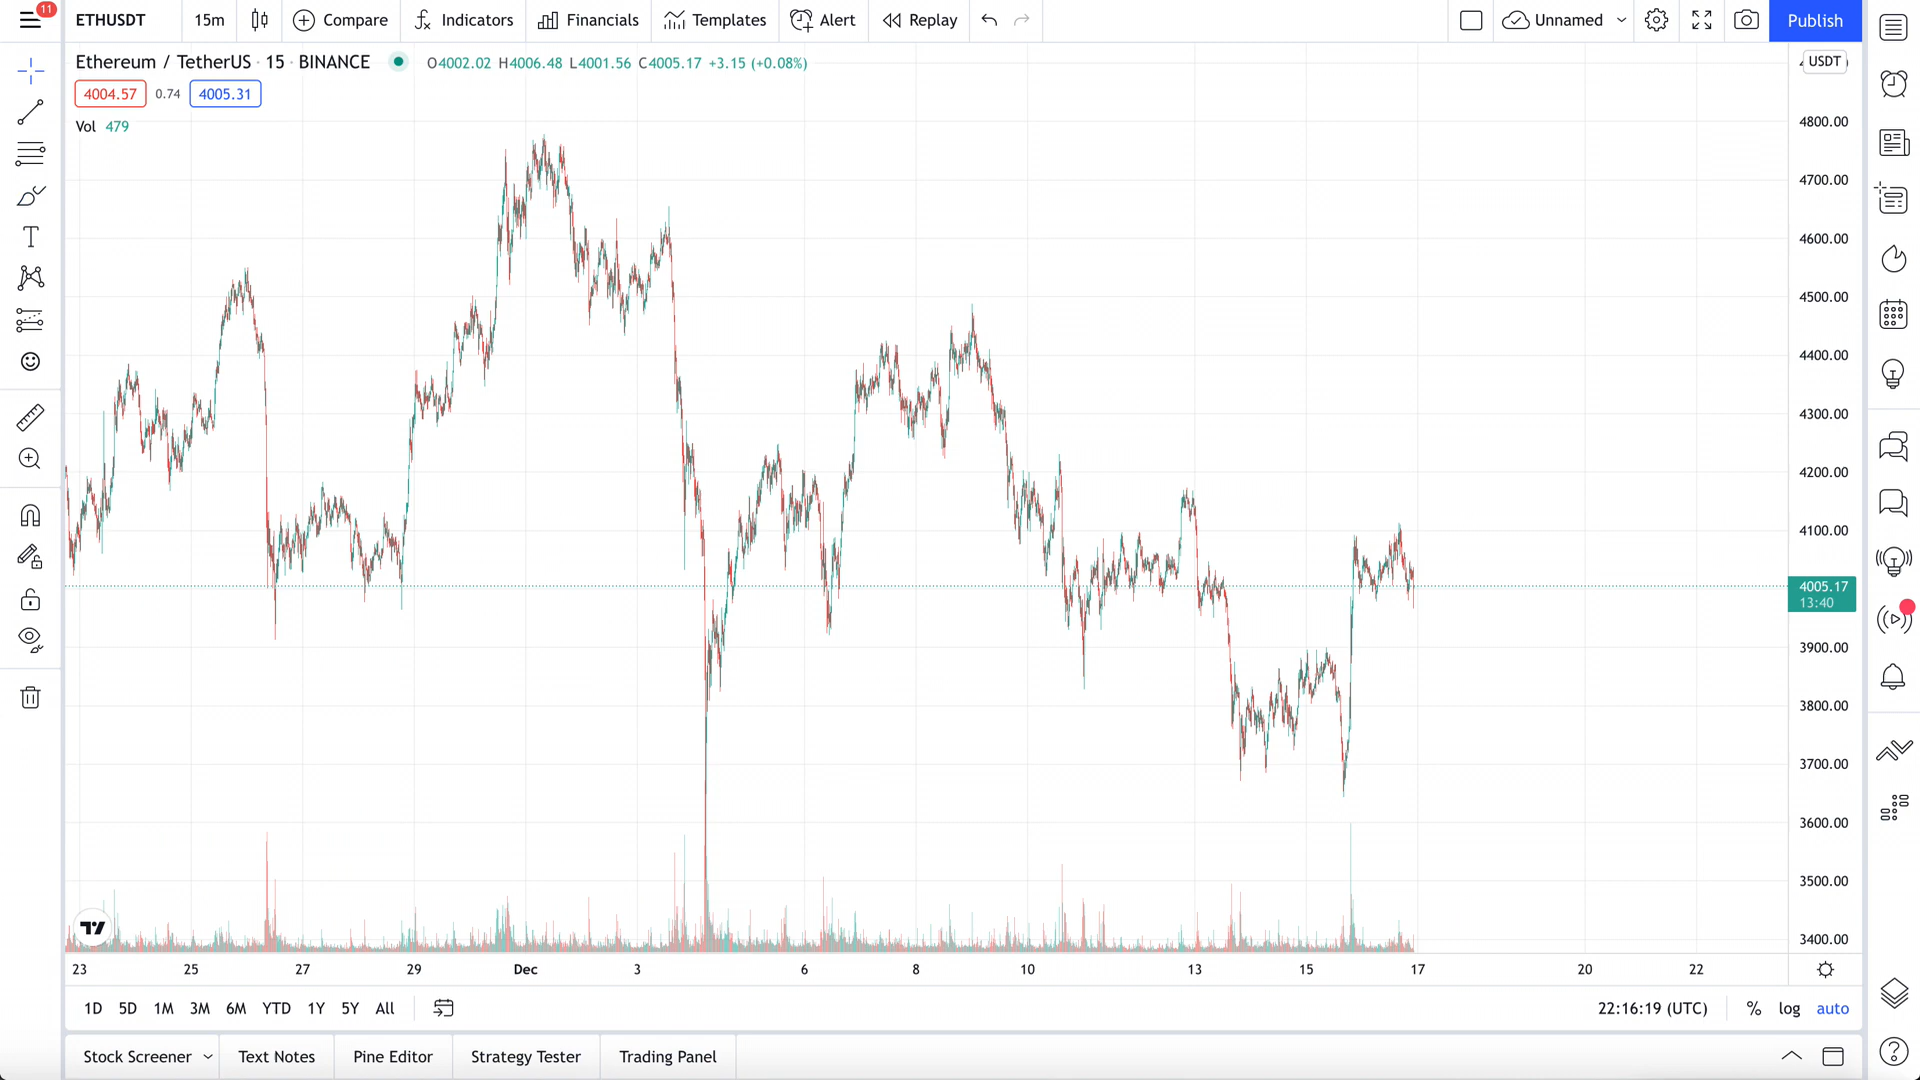 11
ETHUSDT 15m Compare Indicators Financials Templates Alert Replay Unnamed Publish
Ethereum / TetherUS · 15 · BINANCE O4002.02 H4006.48 L4001.56 C4005.17 +3.15 (+0.08%)
USDT
4004.57 0.74 4005.31
Vol 479
4800.00
4700.00
4600.00
4500.00
4400.00
4300.00
4200.00
4100.00
4005.17
13:40
3900.00
3800.00
3700.00
3600.00
3500.00
3400.00
23 25 27 29 Dec 3 6 8 10 13 15 17 20 22
1D 5D 1M 3M 6M YTD 1Y 5Y All 22:16:19 (UTC) % log auto
Stock Screener Text Notes Pine Editor Strategy Tester Trading Panel